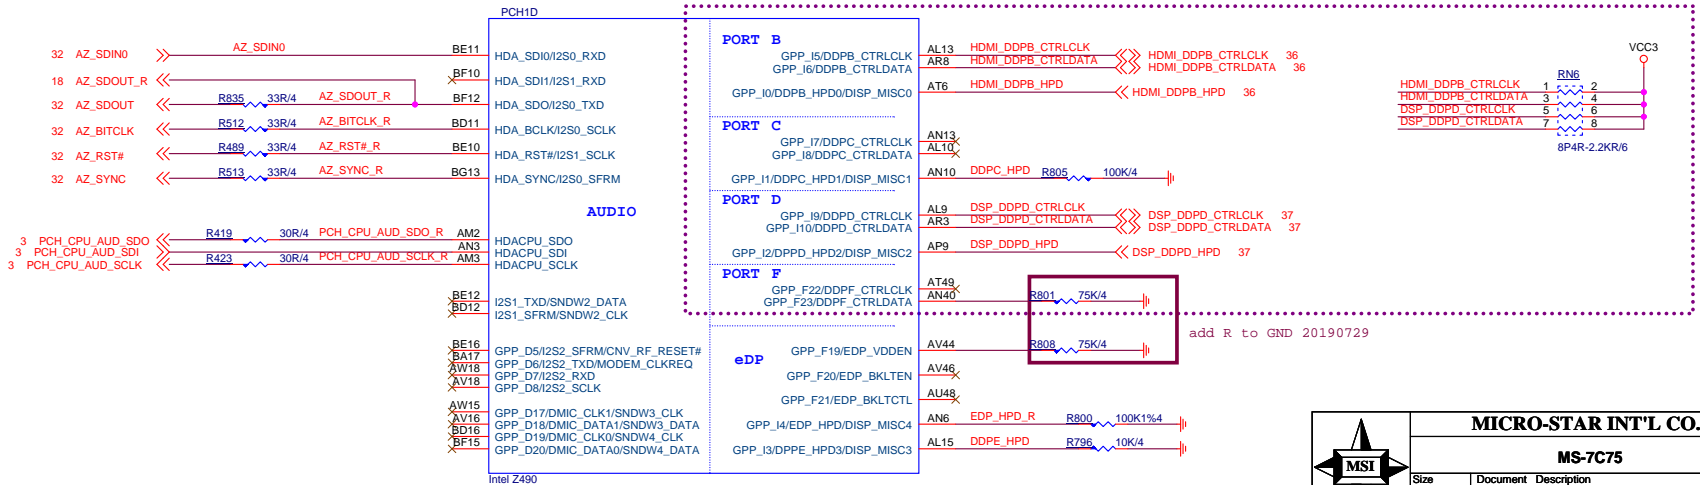 PCH1D
32 AZ_SDIN0 AZ_SDIN0 BE11 HDA_SDI0/I2S0_RXD
18 AZ_SDOUT_R BF10 HDA_SDI1/I2S1_RXD
32 AZ_SDOUT R835 33R/4 AZ_SDOUT_R BF12 HDA_SDO/I2S0_TXD
32 AZ_BITCLK R512 33R/4 AZ_BITCLK_R BD11 HDA_BCLK/I2S0_SCLK
32 AZ_RST# R489 33R/4 AZ_RST#_R BE10 HDA_RST#/I2S1_SCLK
32 AZ_SYNC R513 33R/4 AZ_SYNC_R BG13 HDA_SYNC/I2S0_SFRM
AUDIO
3 PCH_CPU_AUD_SDO R419 30R/4 PCH_CPU_AUD_SDO_R AM2 HDACPU_SDO
3 PCH_CPU_AUD_SDI AN3 HDACPU_SDI
3 PCH_CPU_AUD_SCLK R423 30R/4 PCH_CPU_AUD_SCLK_R AM3 HDACPU_SCLK
BE12 I2S1_TXD/SNDW2_DATA
BD12 I2S1_SFRM/SNDW2_CLK
BE16 GPP_D5/I2S2_SFRM/CNV_RF_RESET#
BA17 GPP_D6/I2S2_TXD/MODEM_CLKREQ
AW18 GPP_D7/I2S2_RXD
AV18 GPP_D8/I2S2_SCLK
AW15 GPP_D17/DMIC_CLK1/SNDW3_CLK
AV16 GPP_D18/DMIC_DATA1/SNDW3_DATA
BD16 GPP_D19/DMIC_CLK0/SNDW4_CLK
BF15 GPP_D20/DMIC_DATA0/SNDW4_DATA
Intel Z490
PORT B
GPP_I5/DDPB_CTRLCLK AL13 HDMI_DDPB_CTRLCLK HDMI_DDPB_CTRLCLK 36
GPP_I6/DDPB_CTRLDATA AR8 HDMI_DDPB_CTRLDATA HDMI_DDPB_CTRLDATA 36
GPP_I0/DDPB_HPD0/DISP_MISC0 AT6 HDMI_DDPB_HPD HDMI_DDPB_HPD 36
PORT C
GPP_I7/DDPC_CTRLCLK AN13
GPP_I8/DDPC_CTRLDATA AL10
GPP_I1/DDPC_HPD1/DISP_MISC1 AN10 DDPC_HPD R805 100K/4
PORT D
GPP_I9/DDPD_CTRLCLK AL9 DSP_DDPD_CTRLCLK DSP_DDPD_CTRLCLK 37
GPP_I10/DDPD_CTRLDATA AR3 DSP_DDPD_CTRLDATA DSP_DDPD_CTRLDATA 37
GPP_I2/DPPD_HPD2/DISP_MISC2 AP9 DSP_DDPD_HPD DSP_DDPD_HPD 37
PORT F
GPP_F22/DDPF_CTRLCLK AT49
GPP_F23/DDPF_CTRLDATA AN40 R801 75K/4
add R to GND 20190729
eDP
GPP_F19/EDP_VDDEN AV44 R808 75K/4
GPP_F20/EDP_BKLTEN AV46
GPP_F21/EDP_BKLTCTL AU48
GPP_I4/EDP_HPD/DISP_MISC4 AN6 EDP_HPD_R R800 100K1%4
GPP_I3/DPPE_HPD3/DISP_MISC3 AL15 DDPE_HPD R796 10K/4
VCC3
RN6
HDMI_DDPB_CTRLCLK 1 2
HDMI_DDPB_CTRLDATA 3 4
DSP_DDPD_CTRLCLK 5 6
DSP_DDPD_CTRLDATA 7 8
8P4R-2.2KR/6
MSI
MICRO-STAR INT'L CO.
MS-7C75
Size Document Description